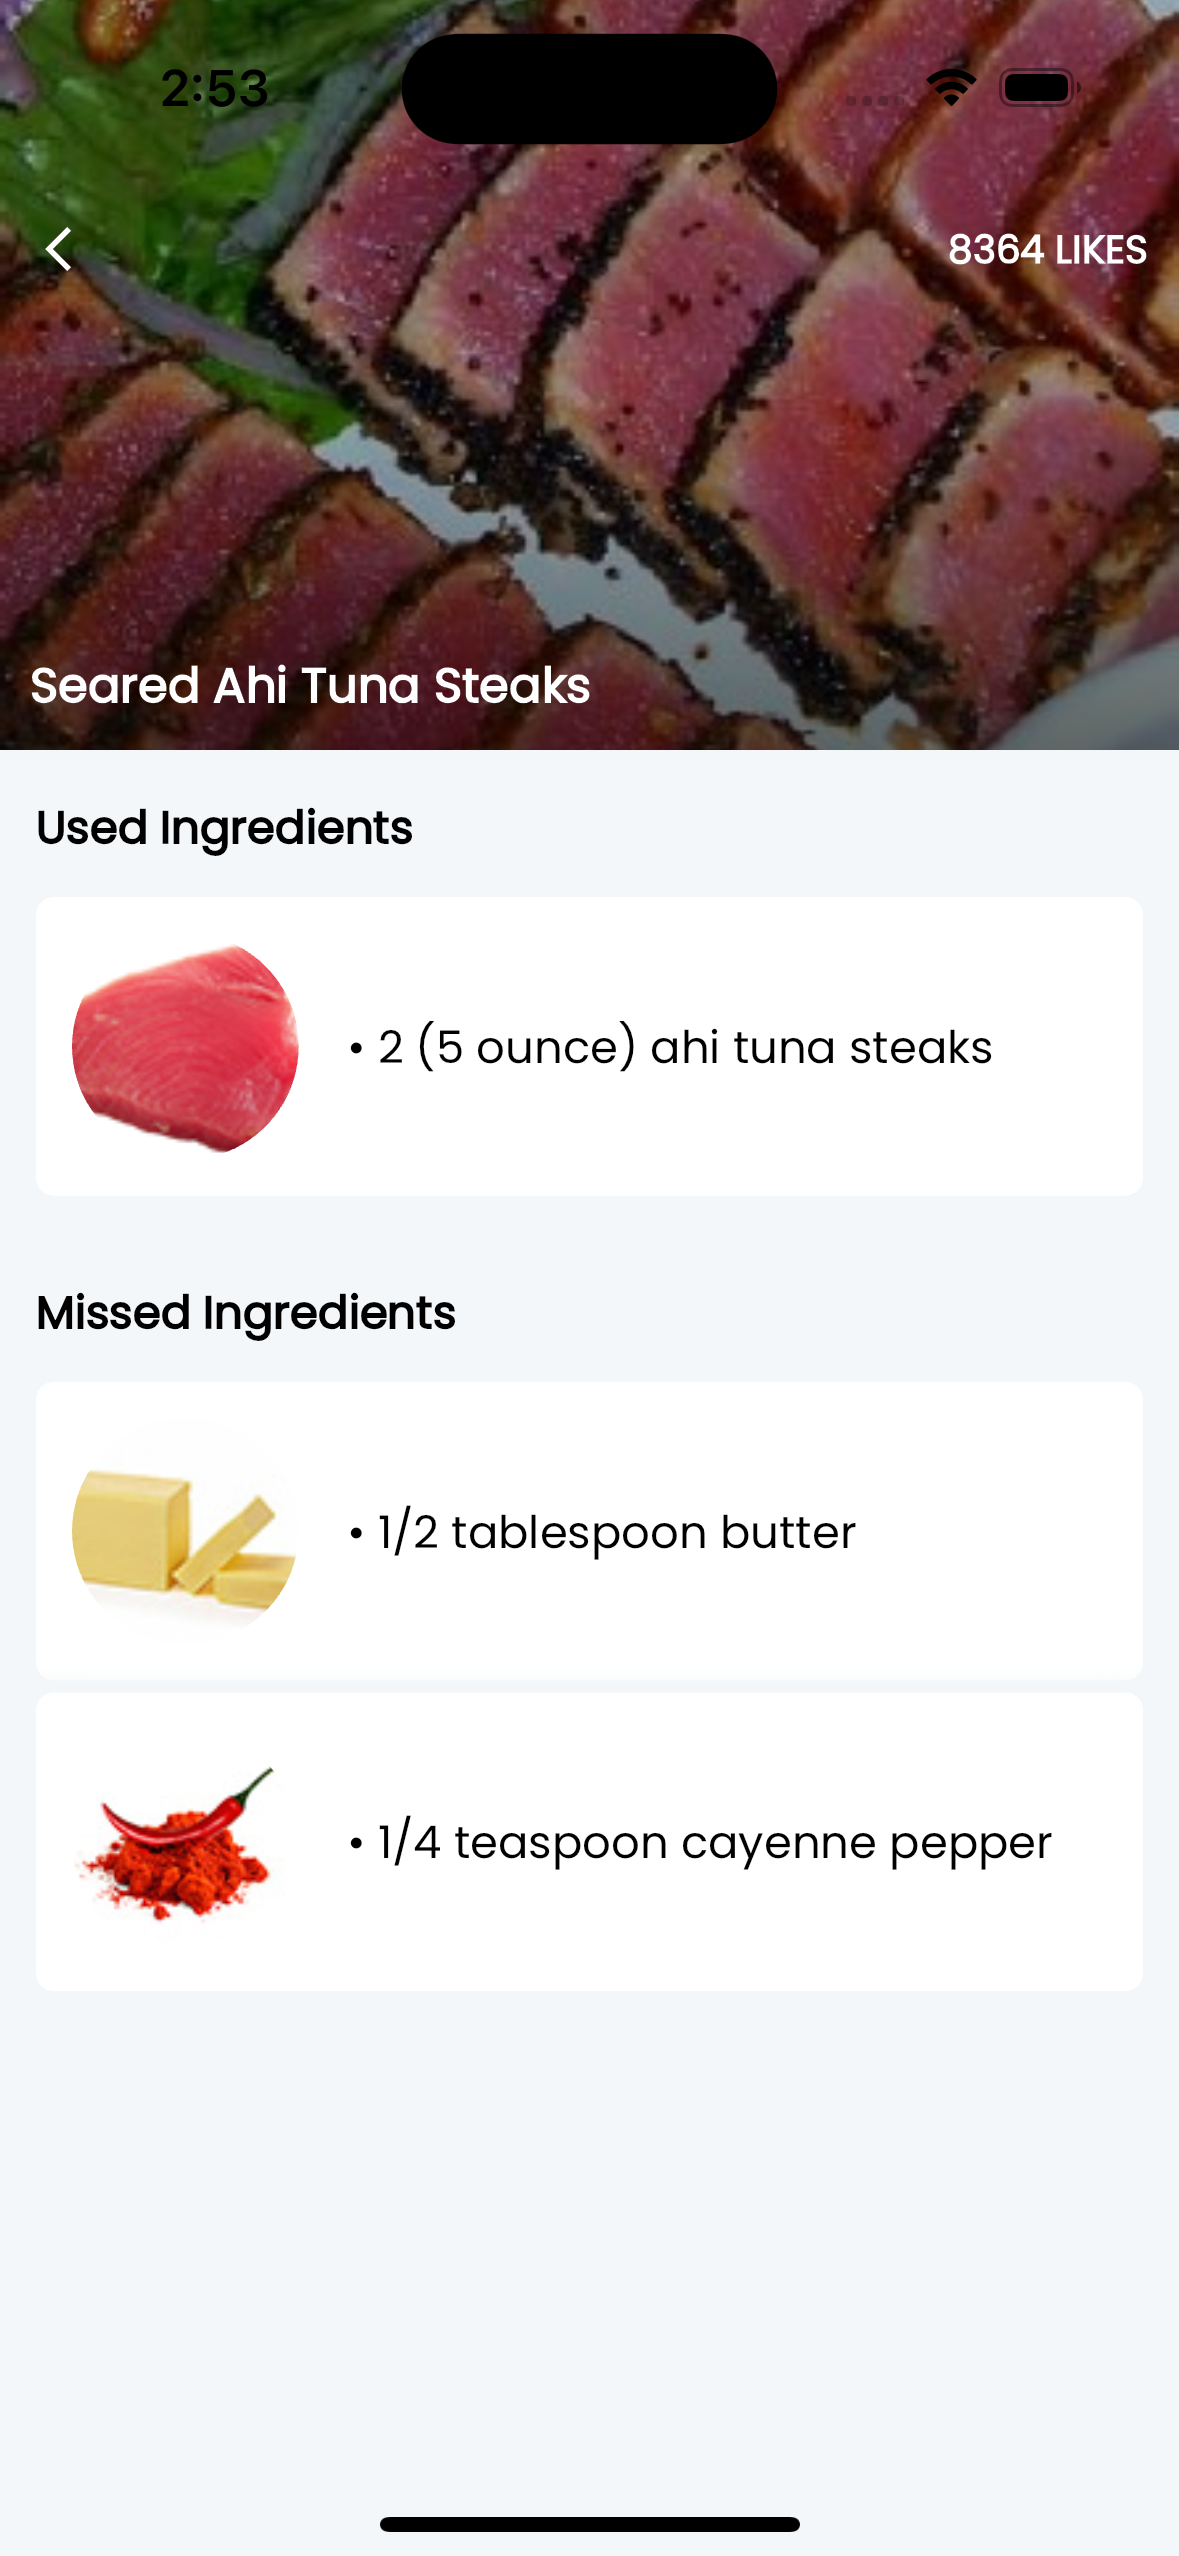 2:53
8364 LIKES
Seared Ahi Tuna Steaks
Used Ingredients
• 2 (5 ounce) ahi tuna steaks
Missed Ingredients
• 1/2 tablespoon butter
• 1/4 teaspoon cayenne pepper